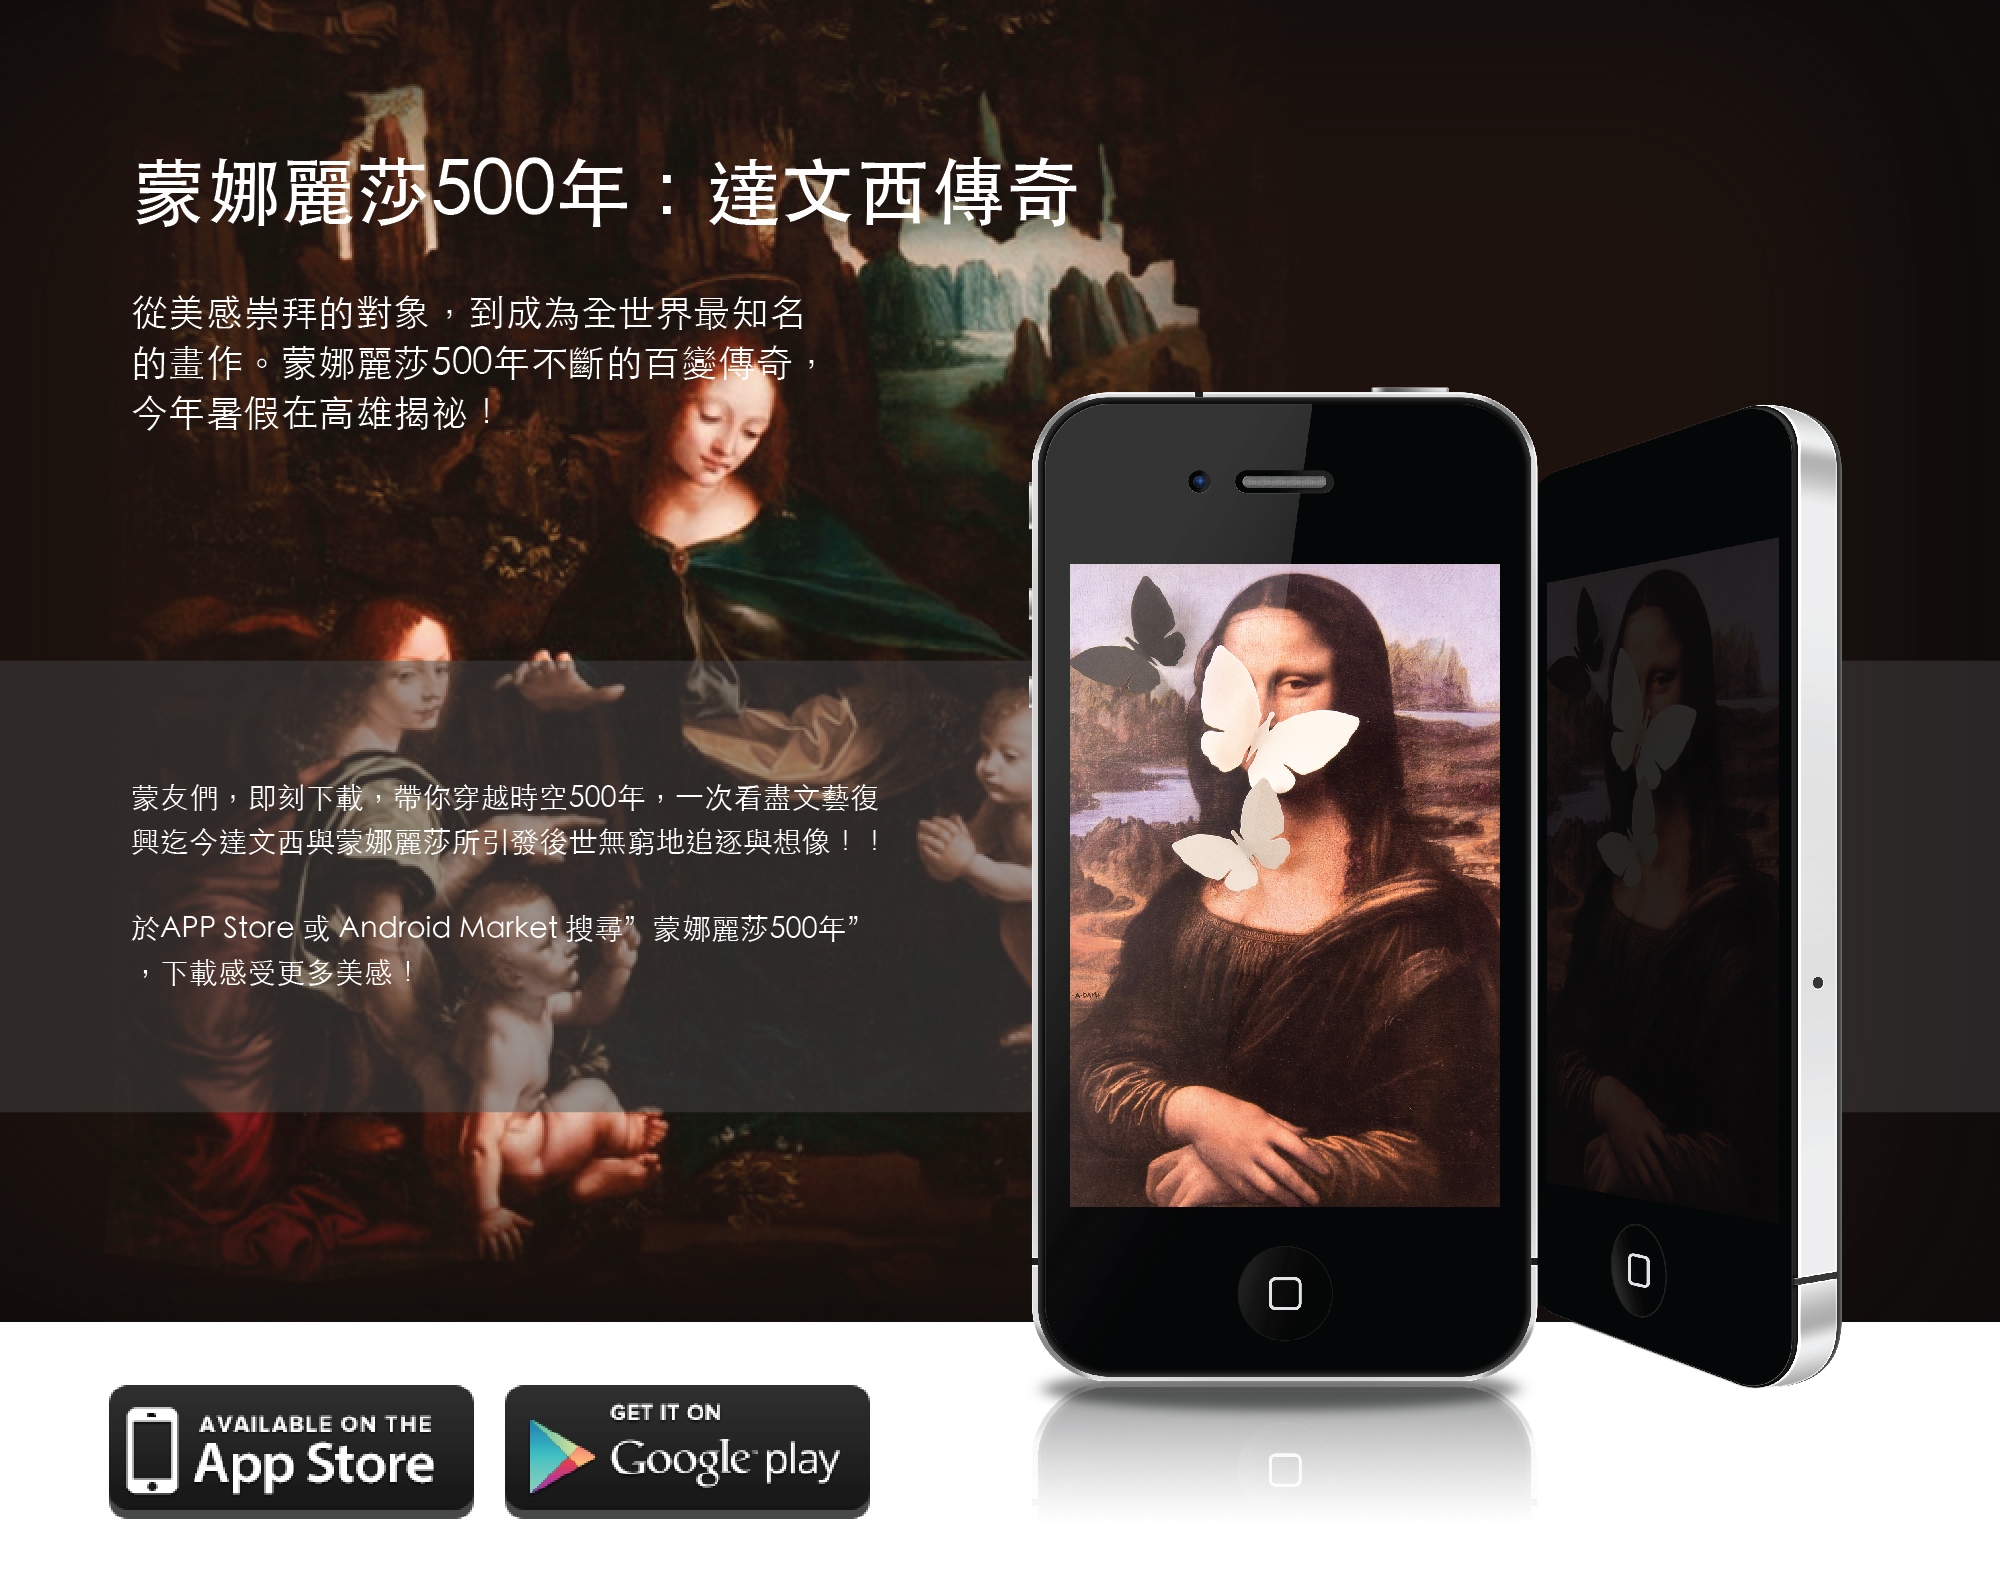 蒙娜麗莎500年：達文西傳奇
從美感崇拜的對象，到成為全世界最知名
的畫作。蒙娜麗莎500年不斷的百變傳奇，
今年暑假在高雄揭祕！
蒙友們，即刻下載，帶你穿越時空500年，一次看盡文藝復
興迄今達文西與蒙娜麗莎所引發後世無窮地追逐與想像！！
於APP Store 或 Android Market 搜尋”蒙娜麗莎500年”
，下載感受更多美感！
AVAILABLE ON THE
App Store
GET IT ON
Google play